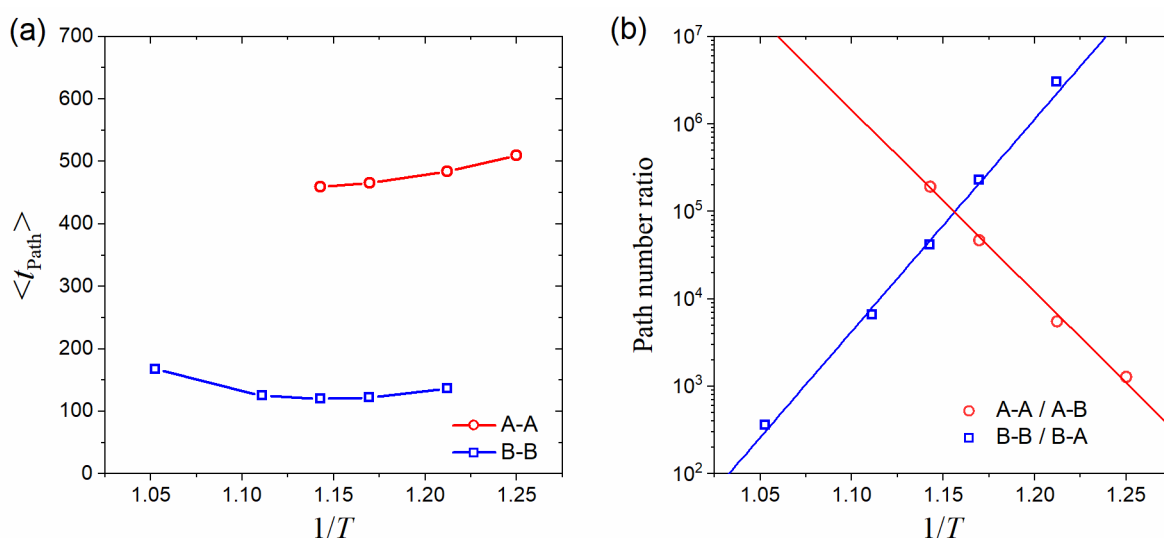 (a)
700
600
500
400
300
200
100
0
<t_Path>
1.05 1.10 1.15 1.20 1.25
1/T
A-A
B-B
(b)
10^7
10^6
10^5
10^4
10^3
10^2
Path number ratio
1.05 1.10 1.15 1.20 1.25
1/T
A-A / A-B
B-B / B-A